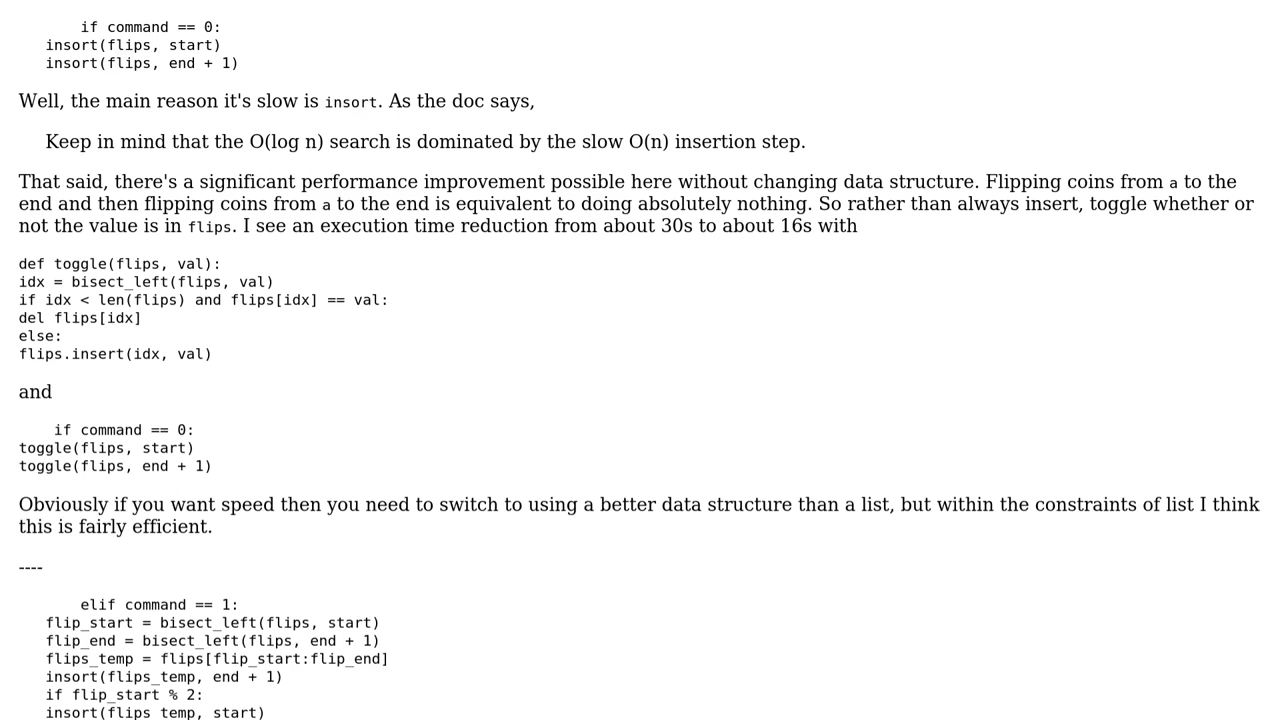 if command == 0:
insort(flips, start)
insort(flips, end + 1)
Well, the main reason it's slow is insort. As the doc says,
Keep in mind that the O(log n) search is dominated by the slow O(n) insertion step.
That said, there's a significant performance improvement possible here without changing data structure. Flipping coins from a to the
end and then flipping coins from a to the end is equivalent to doing absolutely nothing. So rather than always insert, toggle whether or
not the value is in flips. I see an execution time reduction from about 30s to about 16s with
def toggle(flips, val):
idx = bisect_left(flips, val)
if idx < len(flips) and flips[idx] == val:
del flips[idx]
else:
flips.insert(idx, val)
and
if command == 0:
toggle(flips, start)
toggle(flips, end + 1)
Obviously if you want speed then you need to switch to using a better data structure than a list, but within the constraints of list I think
this is fairly efficient.
----
elif command == 1:
flip_start = bisect_left(flips, start)
flip_end = bisect_left(flips, end + 1)
flips_temp = flips[flip_start:flip_end]
insort(flips_temp, end + 1)
if flip_start % 2:
insort(flips_temp, start)